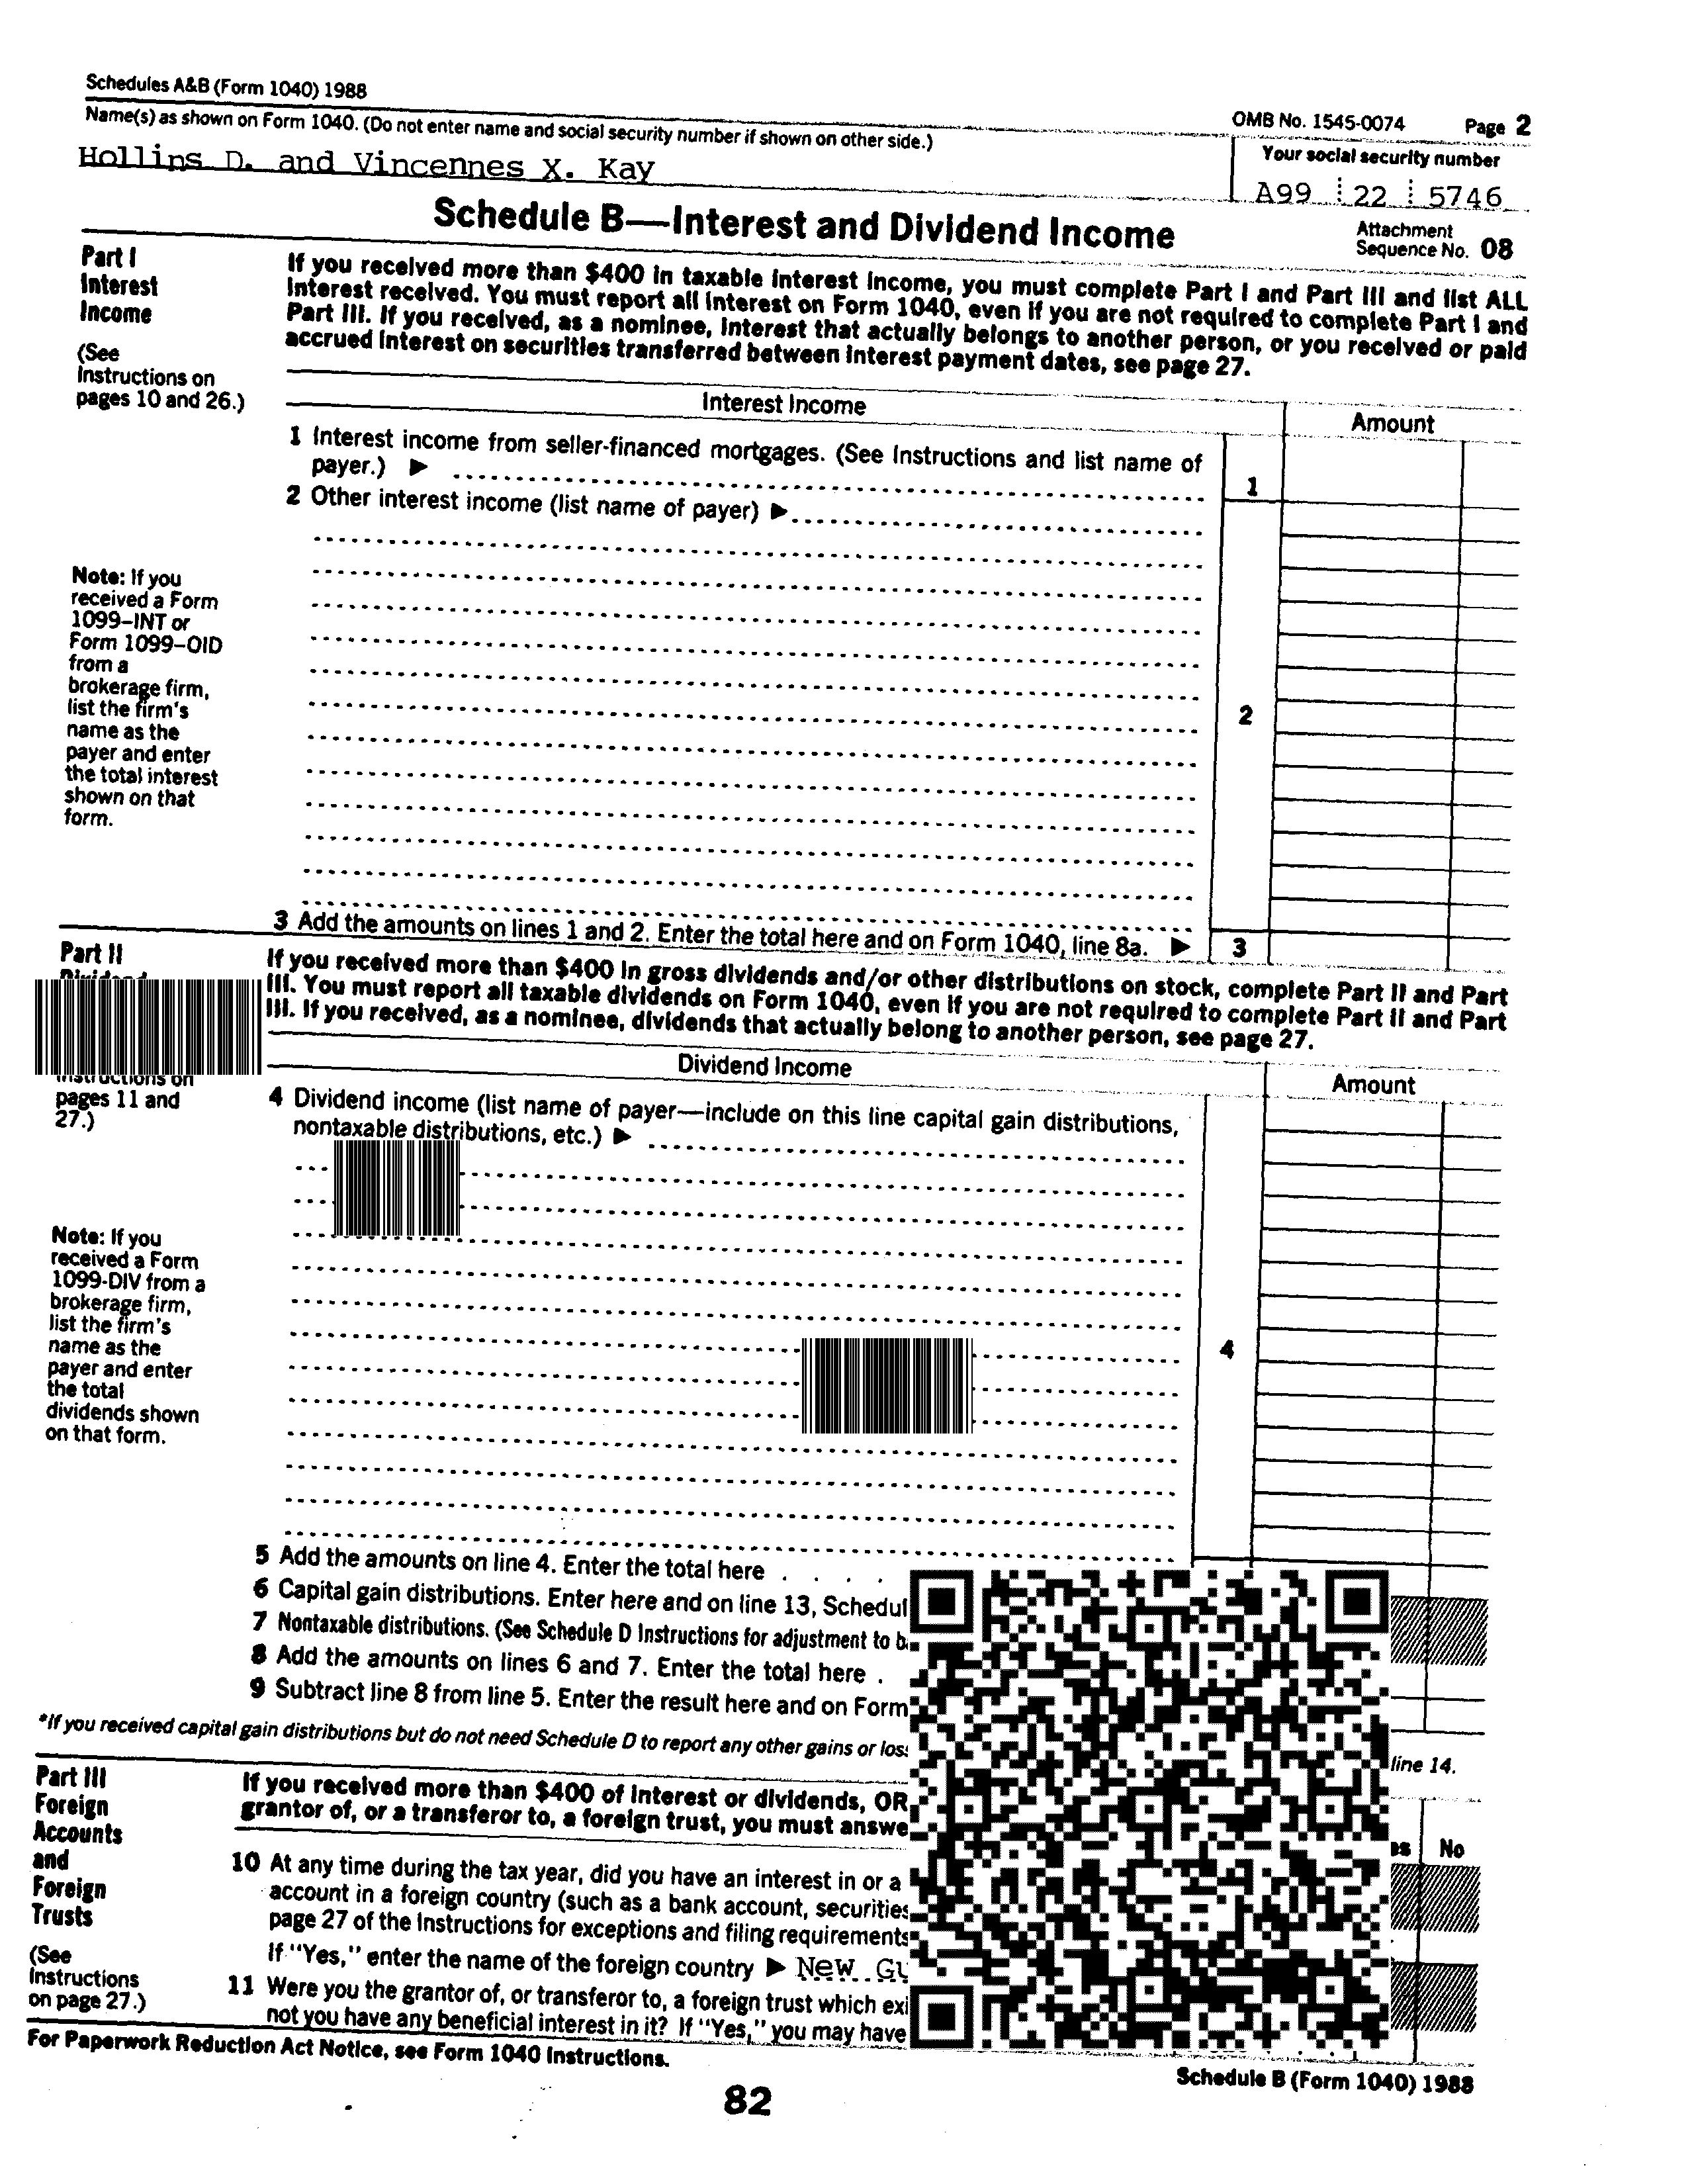 Schedules A&B (Form 1040) 1988
OMB No. 1545-0074 Page 2
Name(s) as shown on Form 1040. (Do not enter name and social security number if shown on other side.)
Your social security number
Hollins D. and Vincennes X. Kay
A99 22 5746
Schedule B—Interest and Dividend Income
Attachment
Sequence No. 08
Part I
Interest
Income
(See
Instructions on
pages 10 and 26.)
If you received more than $400 in taxable interest income, you must complete Part I and Part III and list ALL
interest received. You must report all interest on Form 1040, even if you are not required to complete Part I and
Part III. If you received, as a nominee, interest that actually belongs to another person, or you received or paid
accrued interest on securities transferred between interest payment dates, see page 27.
Interest Income
Amount
1 Interest income from seller-financed mortgages. (See Instructions and list name of
payer.) ▶
1
2 Other interest income (list name of payer) ▶
Note: If you
received a Form
1099–INT or
Form 1099–OID
from a
brokerage firm,
list the firm's
name as the
payer and enter
the total interest
shown on that
form.
2
3 Add the amounts on lines 1 and 2. Enter the total here and on Form 1040, line 8a. ▶ 3
Part II
pages 11 and
27.)
If you received more than $400 in gross dividends and/or other distributions on stock, complete Part II and Part
III. You must report all taxable dividends on Form 1040, even if you are not required to complete Part II and Part
III. If you received, as a nominee, dividends that actually belong to another person, see page 27.
Dividend Income
Amount
4 Dividend income (list name of payer—include on this line capital gain distributions,
nontaxable distributions, etc.) ▶
Note: If you
received a Form
1099-DIV from a
brokerage firm,
list the firm's
name as the
payer and enter
the total
dividends shown
on that form.
4
5 Add the amounts on line 4. Enter the total here . . . .
6 Capital gain distributions. Enter here and on line 13,
7 Nontaxable distributions. (See Schedule D Instructions for adjustment to
8 Add the amounts on lines 6 and 7. Enter the total here .
9 Subtract line 8 from line 5. Enter the result here and on Form
*If you received capital gain distributions but do not need Schedule D to report any other gains or
line 14.
Part III
Foreign
Accounts
and
Foreign
Trusts
(See
Instructions
on page 27.)
If you received more than $400 of interest or dividends, OR
grantor of, or a transferor to, a foreign trust, you must
No
10 At any time during the tax year, did you have an interest in or a
account in a foreign country (such as a bank account,
page 27 of the Instructions for exceptions and filing requirements
If "Yes," enter the name of the foreign country ▶ New
11 Were you the grantor of, or transferor to, a foreign trust which
not you have any beneficial interest in it? If "Yes," you may have
For Paperwork Reduction Act Notice, see Form 1040 Instructions.
Schedule B (Form 1040) 1988
82